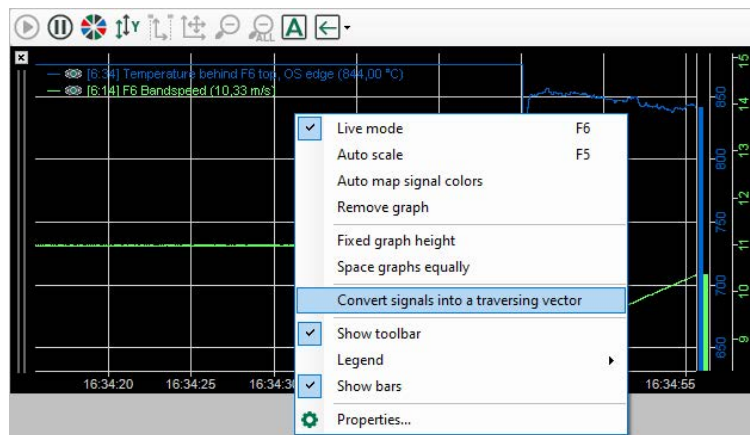 ALL
A
[6:34] Temperature behind F6 top, OS edge (844,00 °C)
[6:14] F6 Bandspeed (10,33 m/s)
Live mode F6
Auto scale F5
Auto map signal colors
Remove graph
Fixed graph height
Space graphs equally
Convert signals into a traversing vector
Show toolbar
Legend
Show bars
Properties...
850
800
750
700
650
15
14
13
12
11
10
9
16:34:20 16:34:25 16:34:30 16:34:55